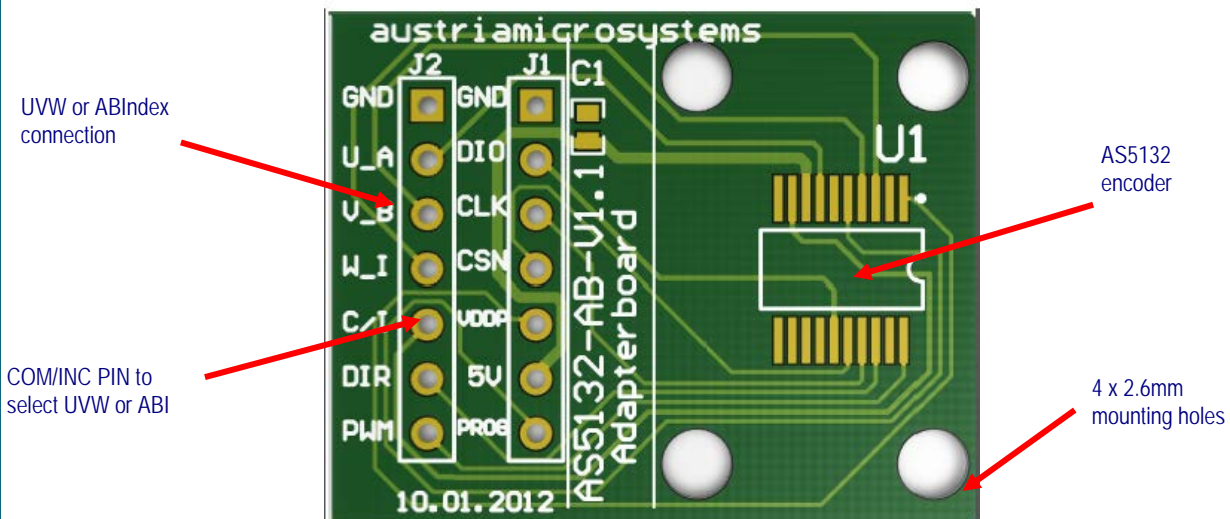 austriamicrosystems
J2
J1
C1
GND
GND
U_A
DIO
V_B
CLK
W_I
CSN
C/I
VDDP
DIR
5V
PWM
PROG
10.01.2012
AS5132-AB-V1.1
Adapterboard
U1
UVW or ABIndex
connection
COM/INC PIN to
select UVW or ABI
AS5132
encoder
4 x 2.6mm
mounting holes